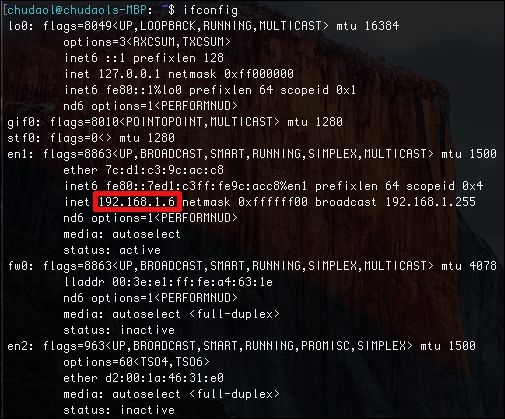 [chudaol@chudaols-MBP: ~$ ifconfig
lo0: flags=8049<UP,LOOPBACK,RUNNING,MULTICAST> mtu 16384
options=3<RXCSUM,TXCSUM>
inet6 ::1 prefixlen 128
inet 127.0.0.1 netmask 0xff000000
inet6 fe80::1%lo0 prefixlen 64 scopeid 0x1
nd6 options=1<PERFORMNUD>
gif0: flags=8010<POINTOPOINT,MULTICAST> mtu 1280
stf0: flags=0<> mtu 1280
en1: flags=8863<UP,BROADCAST,SMART,RUNNING,SIMPLEX,MULTICAST> mtu 1500
ether 7c:d1:c3:9c:ac:c8
inet6 fe80::7ed1:c3ff:fe9c:acc8%en1 prefixlen 64 scopeid 0x4
inet 192.168.1.6 netmask 0xffffff00 broadcast 192.168.1.255
nd6 options=1<PERFORMNUD>
media: autoselect
status: active
fw0: flags=8863<UP,BROADCAST,SMART,RUNNING,SIMPLEX,MULTICAST> mtu 4078
lladdr 00:3e:e1:ff:fe:a4:63:1e
nd6 options=1<PERFORMNUD>
media: autoselect <full-duplex>
status: inactive
en2: flags=963<UP,BROADCAST,SMART,RUNNING,PROMISC,SIMPLEX> mtu 1500
options=60<TSO4,TSO6>
ether d2:00:1a:46:31:e0
media: autoselect <full-duplex>
status: inactive